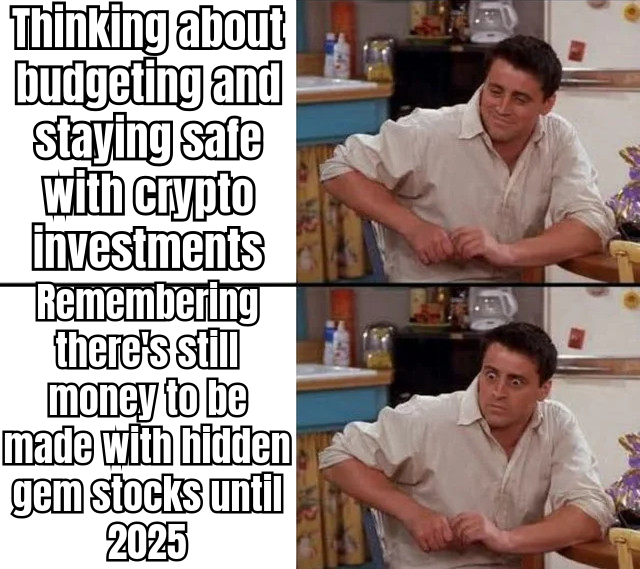 Thinking about
budgeting and
staying safe
with crypto
investments
Remembering
there's still
money to be
made with hidden
gem stocks until
2025